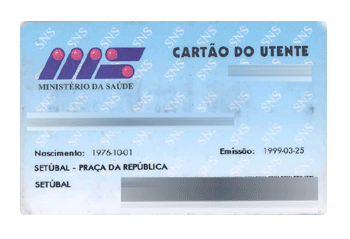 CARTÃO DO UTENTE
MINISTÉRIO DA SAÚDE
Nascimento: 1976-10-01 Emissão: 1999-03-25
SETÚBAL - PRAÇA DA REPÚBLICA
SETÚBAL
SNS